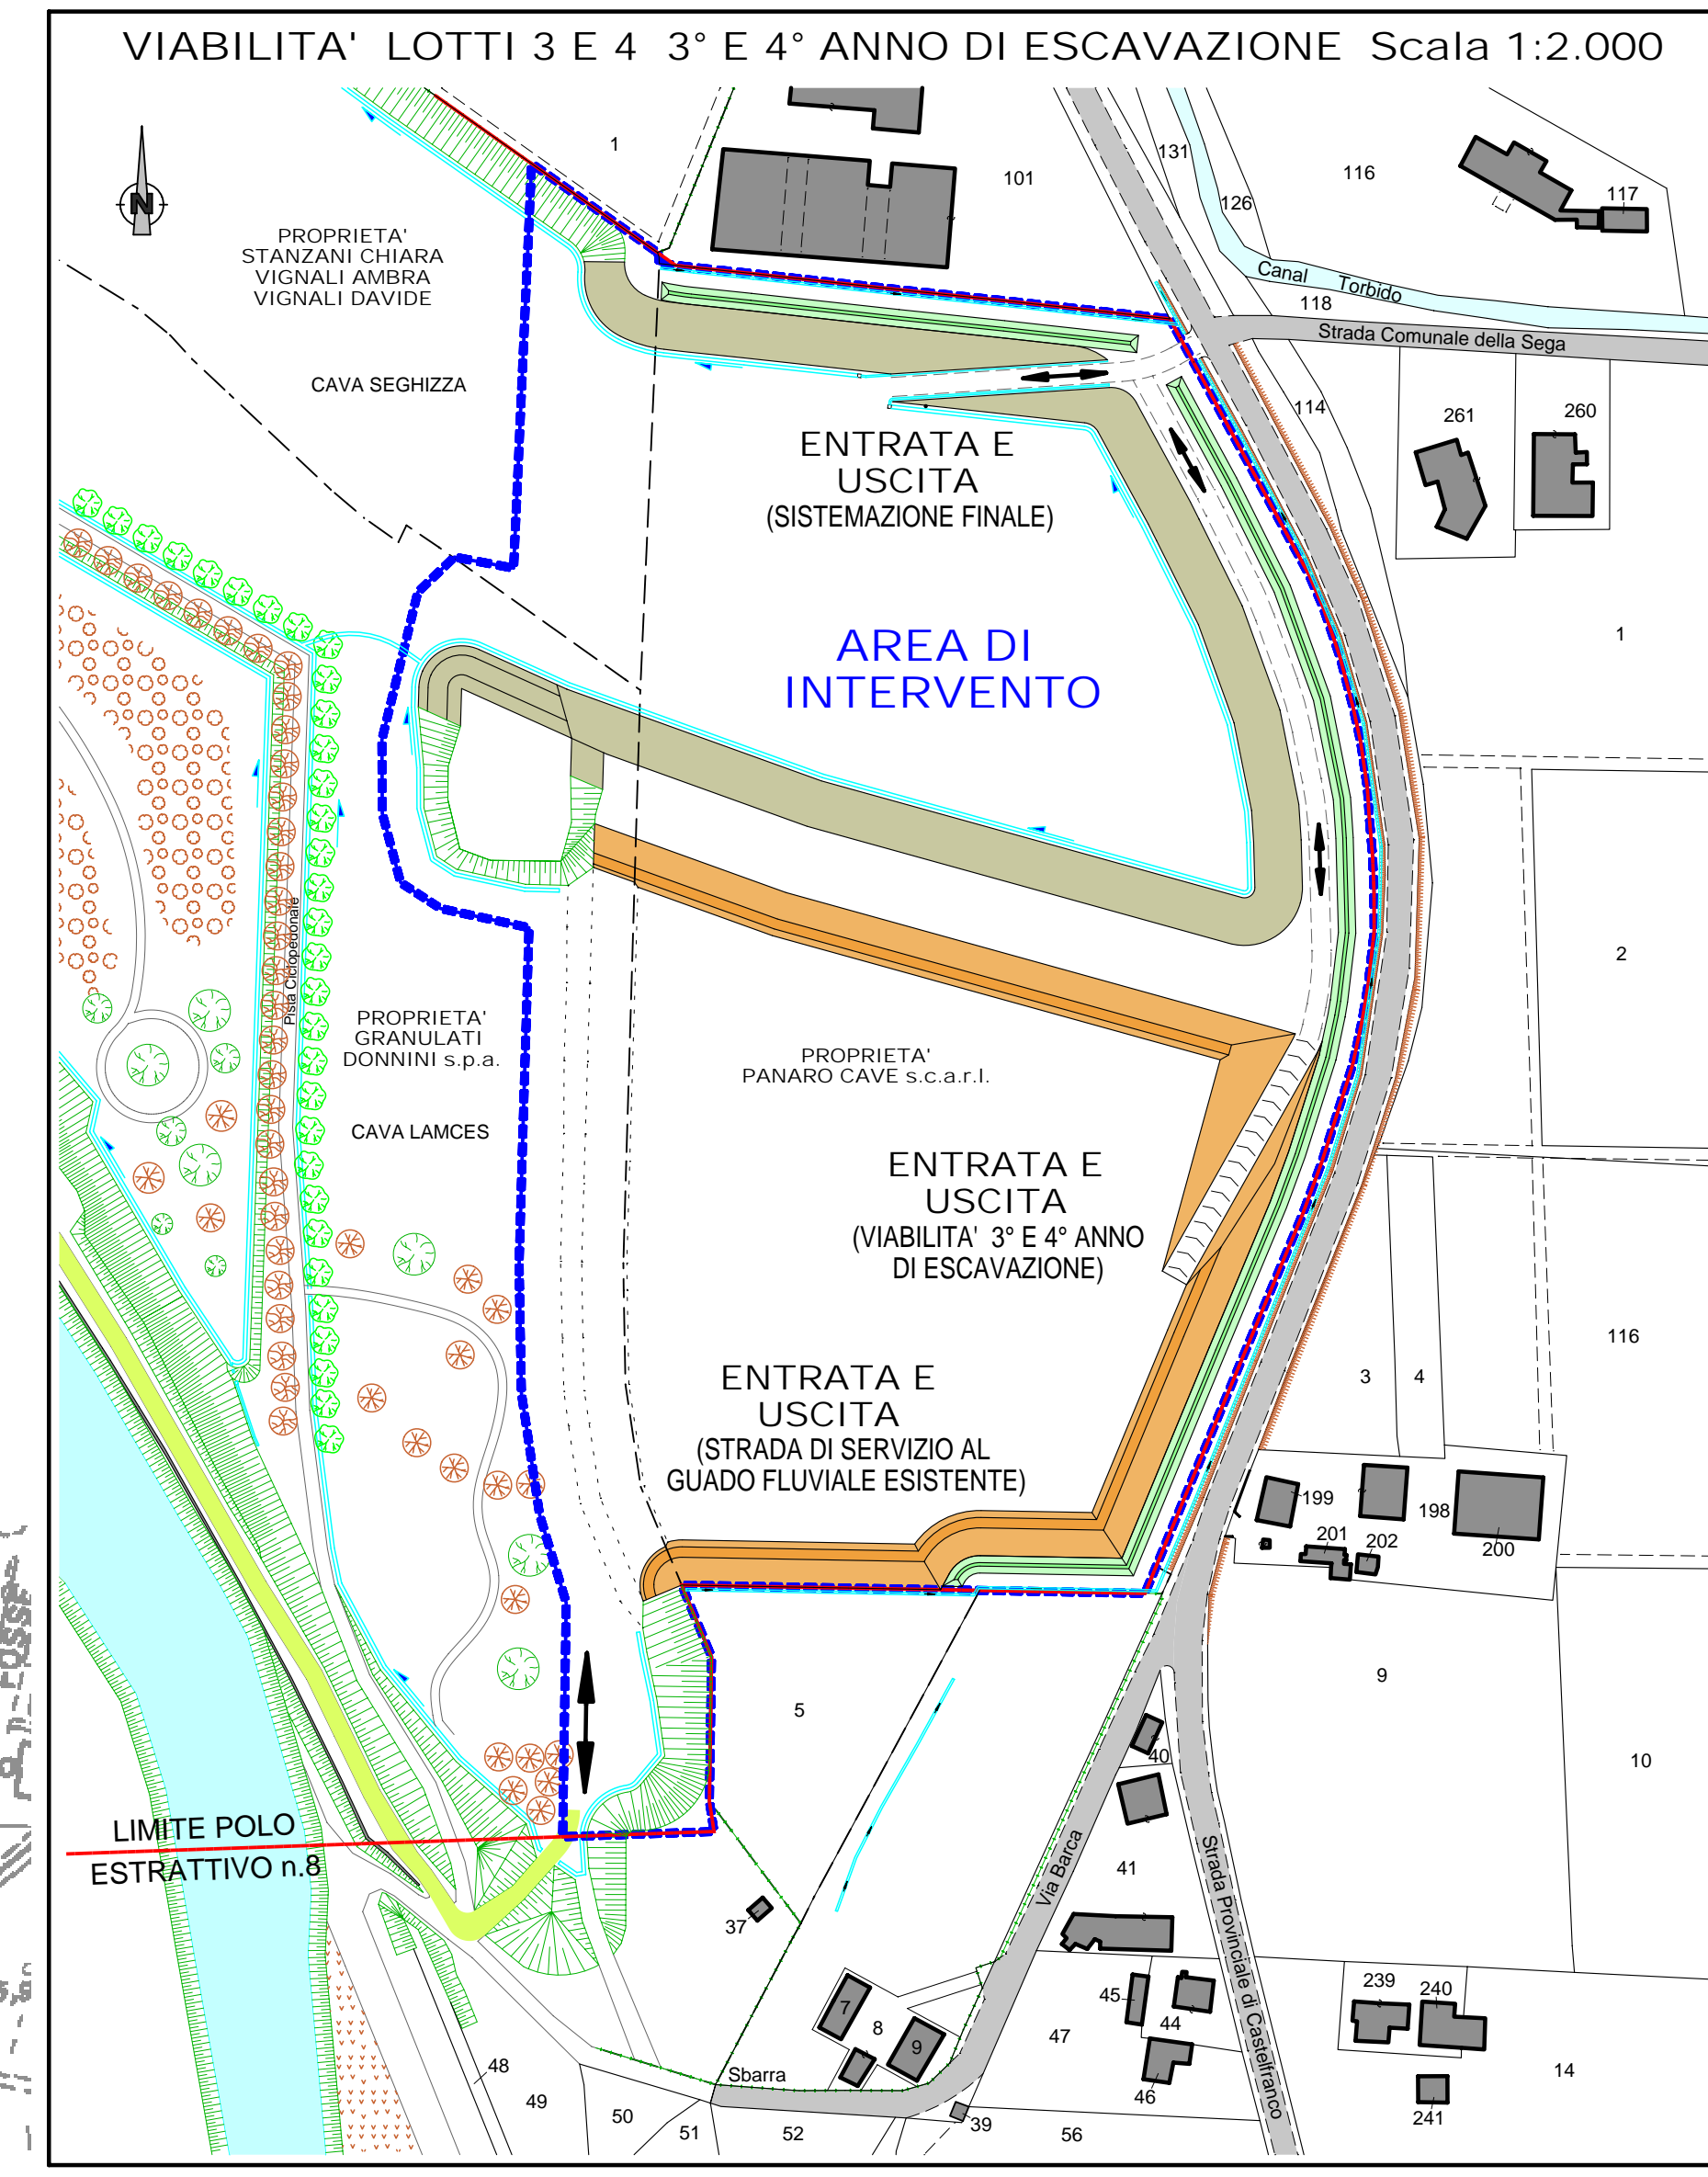 VIABILITA' LOTTI 3 E 4 3° E 4° ANNO DI ESCAVAZIONE Scala 1:2.000
N
1
101
131
126
116
117
PROPRIETA'
STANZANI CHIARA
VIGNALI AMBRA
VIGNALI DAVIDE
Canal Torbido
118
Strada Comunale della Sega
CAVA SEGHIZZA
114
261
260
ENTRATA E
USCITA
(SISTEMAZIONE FINALE)
AREA DI
INTERVENTO
1
Pista Ciclopedonale
2
PROPRIETA'
GRANULATI
DONNINI s.p.a.
PROPRIETA'
PANARO CAVE s.c.a.r.l.
CAVA LAMCES
ENTRATA E
USCITA
(VIABILITA' 3° E 4° ANNO
DI ESCAVAZIONE)
116
3
4
ENTRATA E
USCITA
(STRADA DI SERVIZIO AL
GUADO FLUVIALE ESISTENTE)
199
198
201
202
200
9
5
40
10
LIMITE POLO
ESTRATTIVO n.8
41
Via Barca
Strada Provinciale di Castelfranco
37
7
8
9
45
44
239
240
47
48
46
Sbarra
14
49
50
51
52
39
56
241